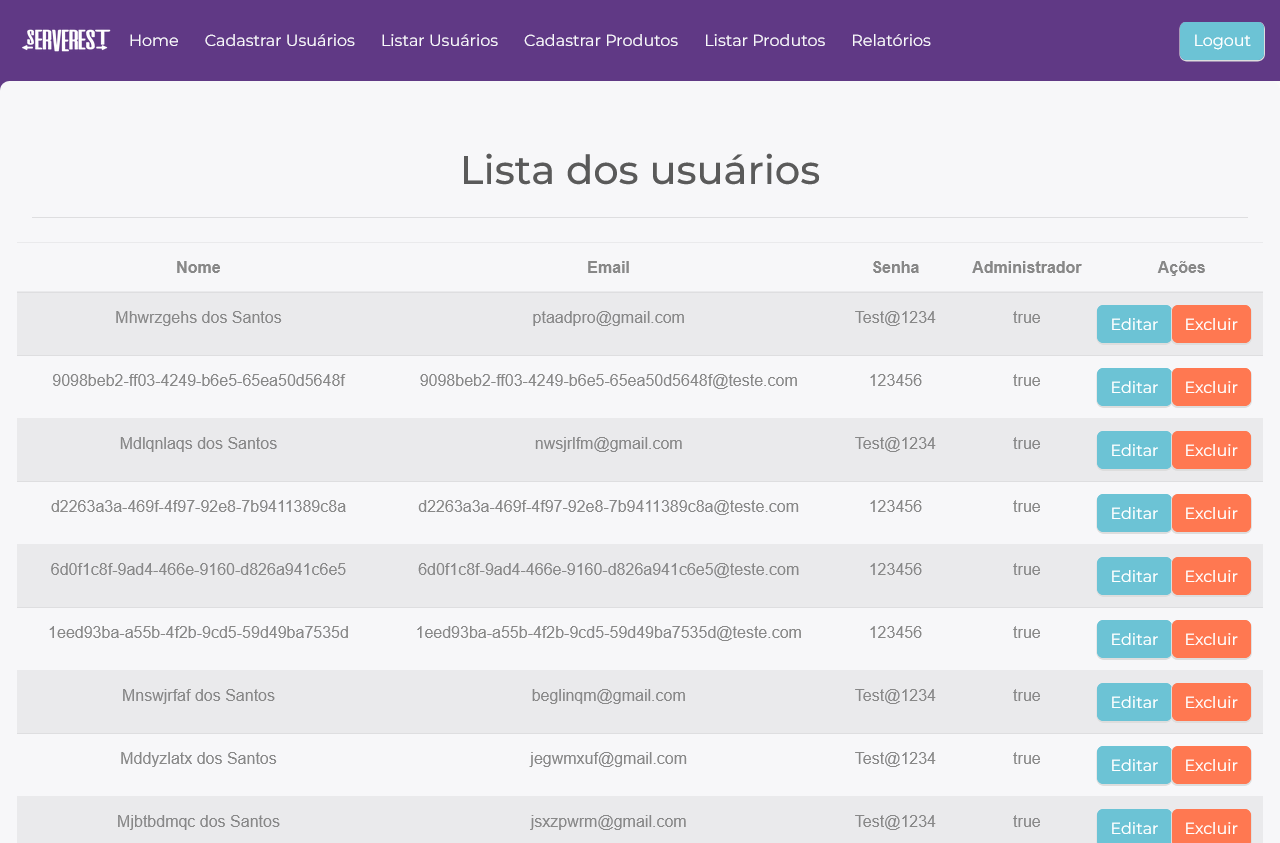 SERVEREST Home Cadastrar Usuários Listar Usuários Cadastrar Produtos Listar Produtos Relatórios Logout
Lista dos usuários
Nome Email Senha Administrador Ações
Mhwrzgehs dos Santos ptaadpro@gmail.com Test@1234 true Editar Excluir
9098beb2-ff03-4249-b6e5-65ea50d5648f 9098beb2-ff03-4249-b6e5-65ea50d5648f@teste.com 123456 true Editar Excluir
Mdlqnlaqs dos Santos nwsjrlfm@gmail.com Test@1234 true Editar Excluir
d2263a3a-469f-4f97-92e8-7b9411389c8a d2263a3a-469f-4f97-92e8-7b9411389c8a@teste.com 123456 true Editar Excluir
6d0f1c8f-9ad4-466e-9160-d826a941c6e5 6d0f1c8f-9ad4-466e-9160-d826a941c6e5@teste.com 123456 true Editar Excluir
1eed93ba-a55b-4f2b-9cd5-59d49ba7535d 1eed93ba-a55b-4f2b-9cd5-59d49ba7535d@teste.com 123456 true Editar Excluir
Mnswjrfaf dos Santos beglinqm@gmail.com Test@1234 true Editar Excluir
Mddyzlatx dos Santos jegwmxuf@gmail.com Test@1234 true Editar Excluir
Mjbtbdmqc dos Santos jsxzpwrm@gmail.com Test@1234 true Editar Excluir